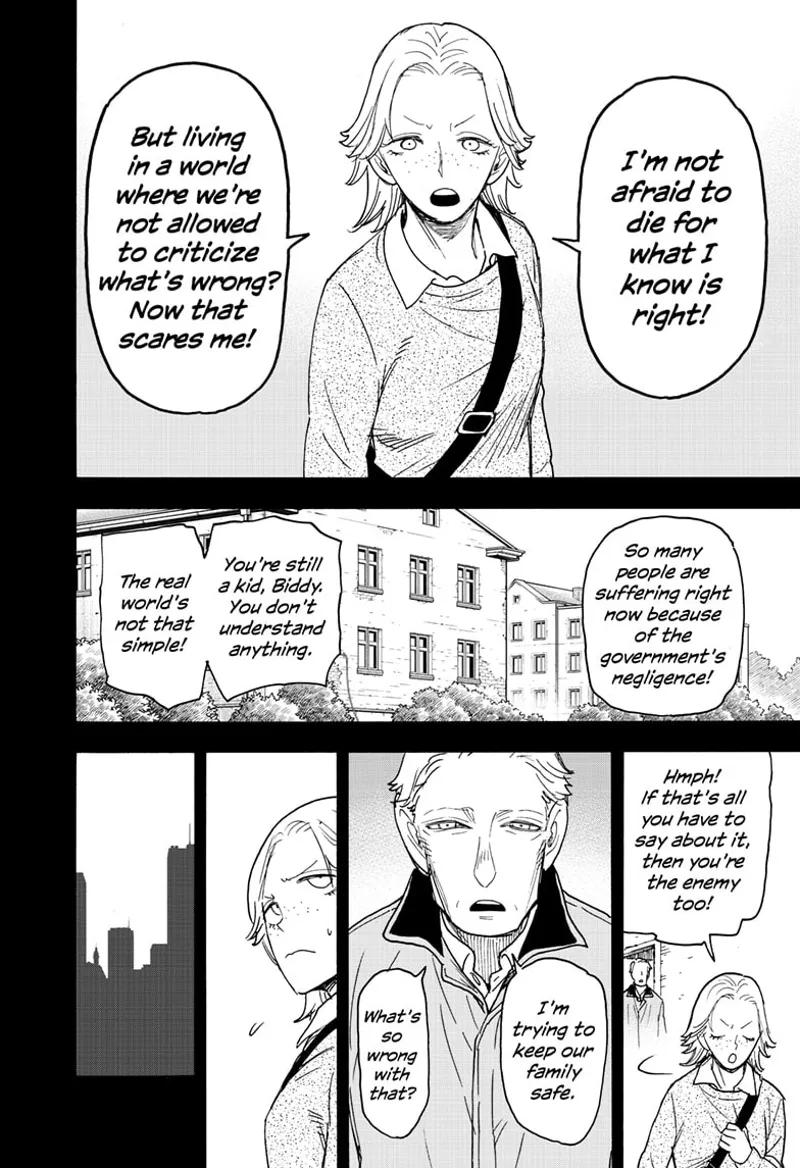 I'm not
afraid to
die for
what I
know is
right!
But living
in a world
where we're
not allowed
to criticize
what's wrong?
Now that
scares me!
So many
people are
suffering right
now because
of the
government's
negligence!
You're still
a kid, Biddy.
You don't
understand
anything.
The real
world's
not that
simple!
Hmph!
If that's all
you have to
say about it,
then you're
the enemy
too!
I'm
trying to
keep our
family
safe.
What's
so
wrong
with
that?